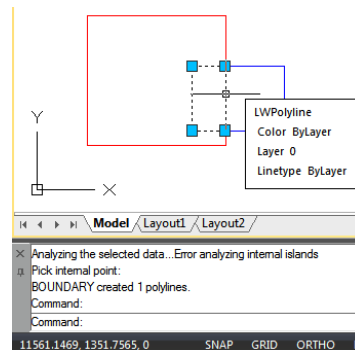 LWPolyline
Color ByLayer
Layer 0
Linetype ByLayer
Y
X
Model Layout1 Layout2
Analyzing the selected data...Error analyzing internal islands
Pick internal point:
BOUNDARY created 1 polylines.
Command:
Command:
11561.1469, 1351.7565, 0 SNAP GRID ORTHO